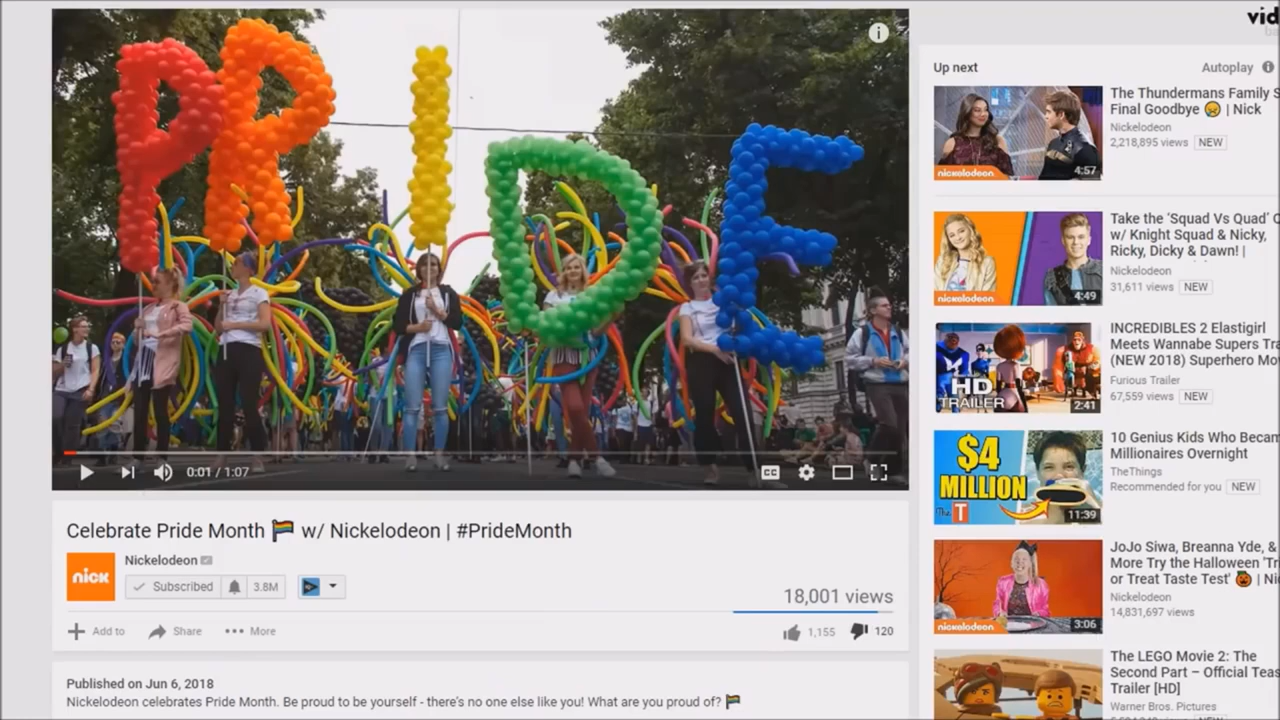 PRIDE
0:01 / 1:07
CC
Celebrate Pride Month 🏳️‍🌈 w/ Nickelodeon | #PrideMonth
nick
Nickelodeon
Subscribed
3.8M
18,001 views
Add to
Share
More
1,155
120
Published on Jun 6, 2018
Nickelodeon celebrates Pride Month. Be proud to be yourself - there's no one else like you! What are you proud of? 🏳️‍🌈
vid
Up next
Autoplay
nickelodeon
4:57
The Thundermans Family S
Final Goodbye 😢 | Nick
Nickelodeon
2,218,895 views NEW
nickelodeon
4:49
Take the 'Squad Vs Quad'
w/ Knight Squad & Nicky,
Ricky, Dicky & Dawn! |
Nickelodeon
31,611 views NEW
HD
TRAILER
2:41
INCREDIBLES 2 Elastigirl
Meets Wannabe Supers Tra
(NEW 2018) Superhero Mo
Furious Trailer
67,559 views NEW
$4
MILLION
The T
11:39
10 Genius Kids Who Becam
Millionaires Overnight
TheThings
Recommended for you NEW
nickelodeon
3:06
JoJo Siwa, Breanna Yde, &
More Try the Halloween 'Tr
or Treat Taste Test' 🎃 | Ni
Nickelodeon
14,831,697 views
The LEGO Movie 2: The
Second Part – Official Teas
Trailer [HD]
Warner Bros. Pictures